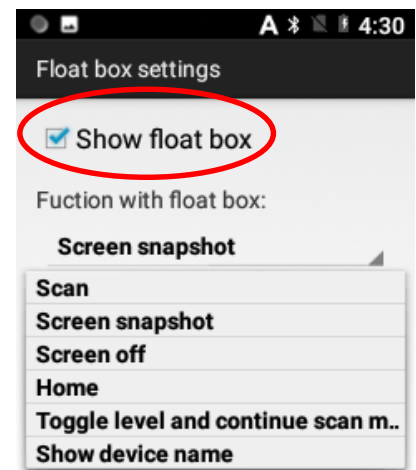 A 4:30
Float box settings
Show float box
Fuction with float box:
Screen snapshot
Scan
Screen snapshot
Screen off
Home
Toggle level and continue scan m..
Show device name